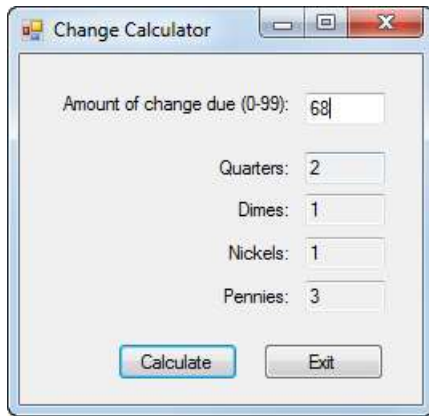 Change Calculator
Amount of change due (0-99): 68
Quarters: 2
Dimes: 1
Nickels: 1
Pennies: 3
Calculate Exit